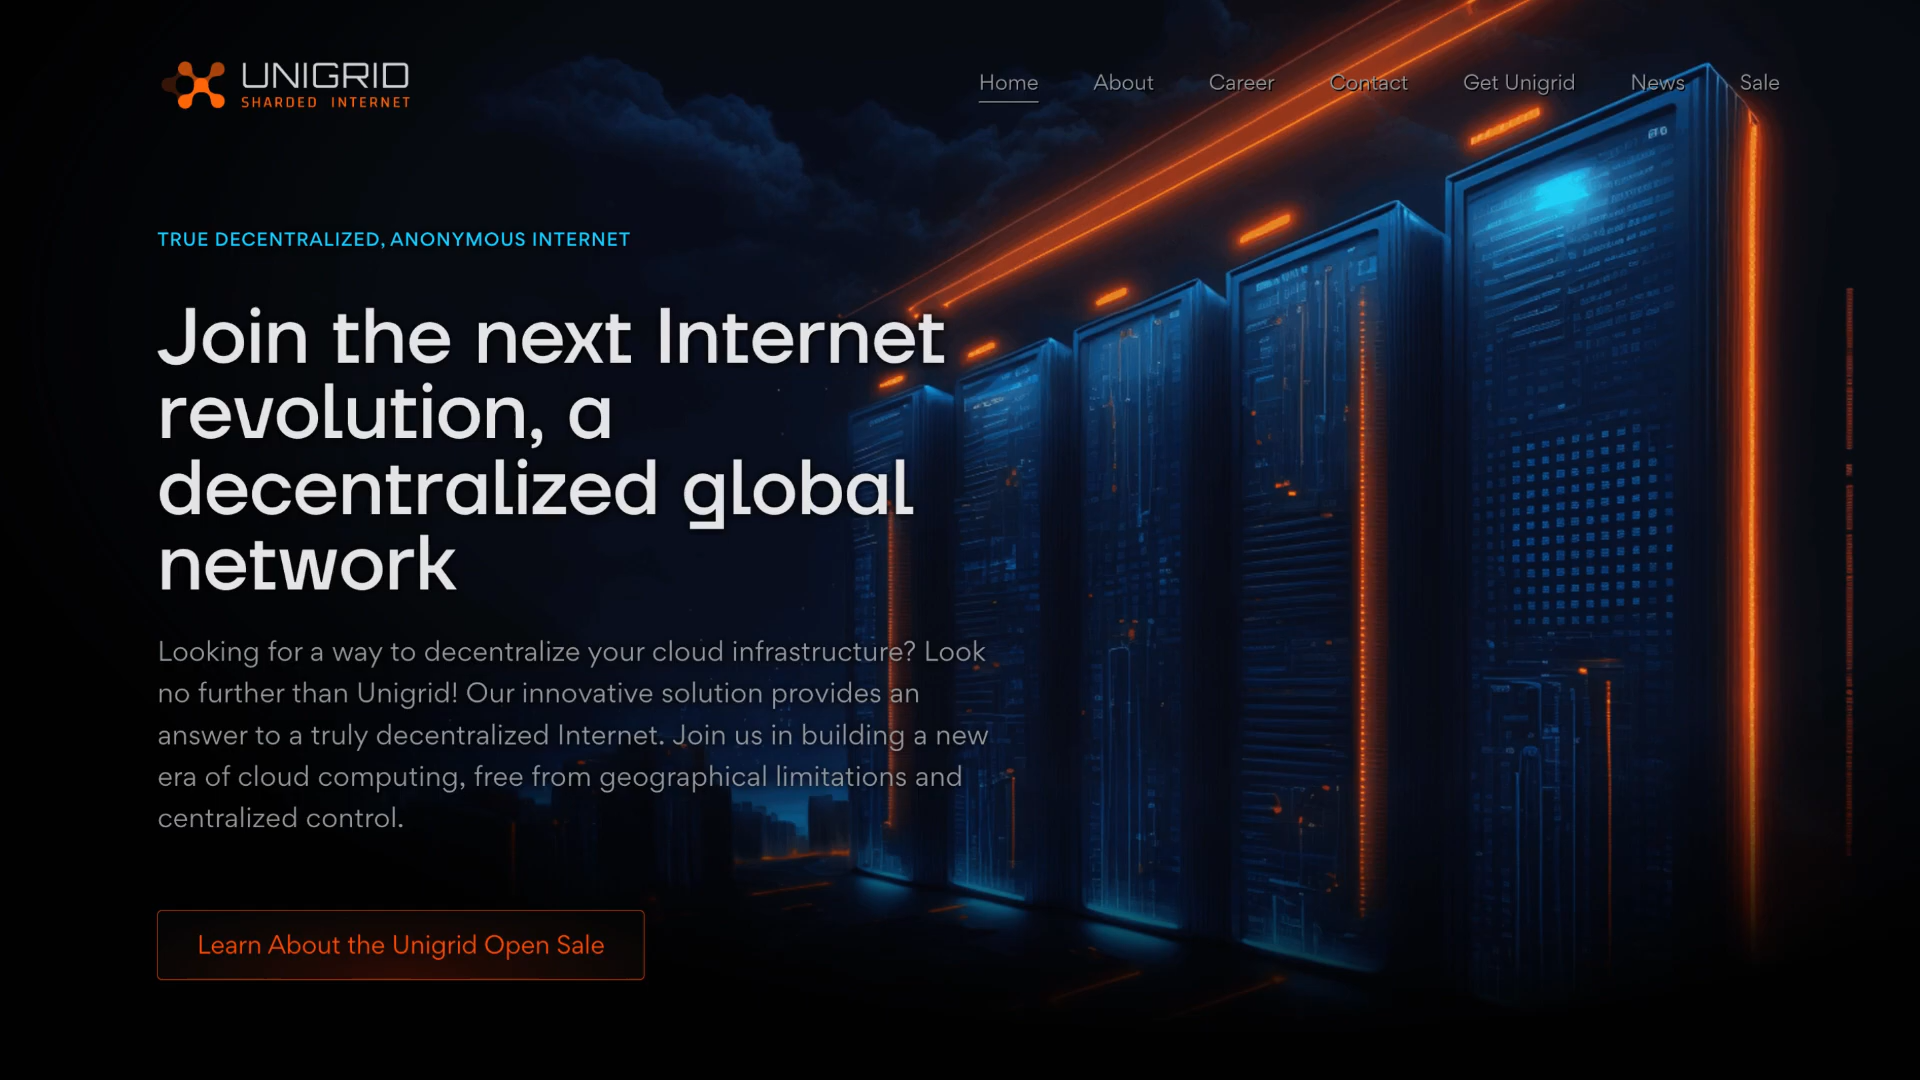 UNIGRID
SHARDED INTERNET
Home About Career Contact Get Unigrid News Sale
TRUE DECENTRALIZED, ANONYMOUS INTERNET
Join the next Internet
revolution, a
decentralized global
network
Looking for a way to decentralize your cloud infrastructure? Look
no further than Unigrid! Our innovative solution provides an
answer to a truly decentralized Internet. Join us in building a new
era of cloud computing, free from geographical limitations and
centralized control.
Learn About the Unigrid Open Sale